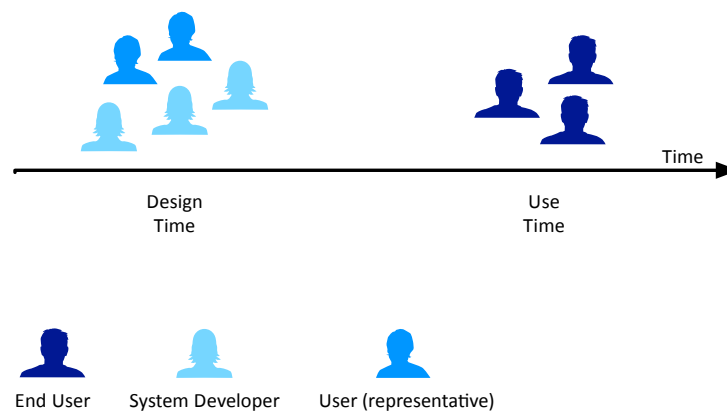 Time
Design
Time
Use
Time
End User
System Developer
User (representative)